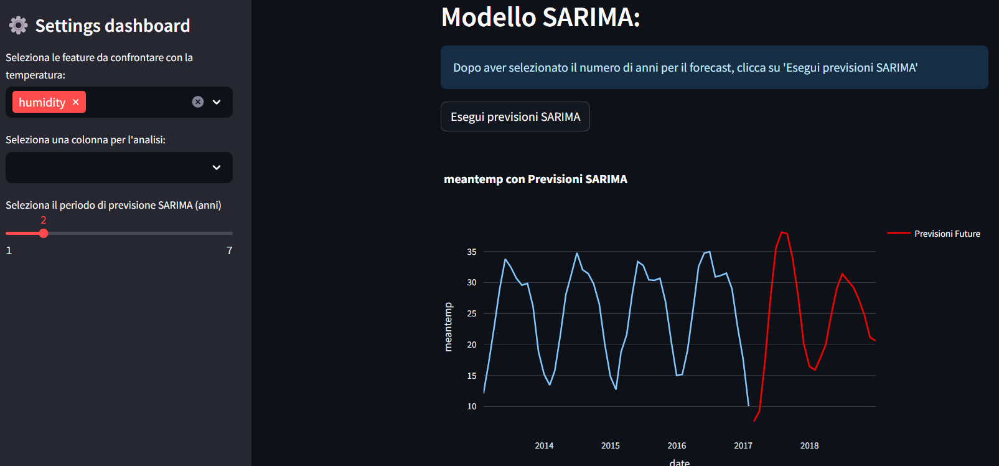 Settings dashboard
Seleziona le feature da confrontare con la
temperatura:
humidity ×
Seleziona una colonna per l'analisi:
Seleziona il periodo di previsione SARIMA (anni)
2
1
7
Modello SARIMA:
Dopo aver selezionato il numero di anni per il forecast, clicca su 'Esegui previsioni SARIMA'
Esegui previsioni SARIMA
meantemp con Previsioni SARIMA
Previsioni Future
35
30
25
20
15
10
meantemp
2014
2015
2016
2017
2018
date